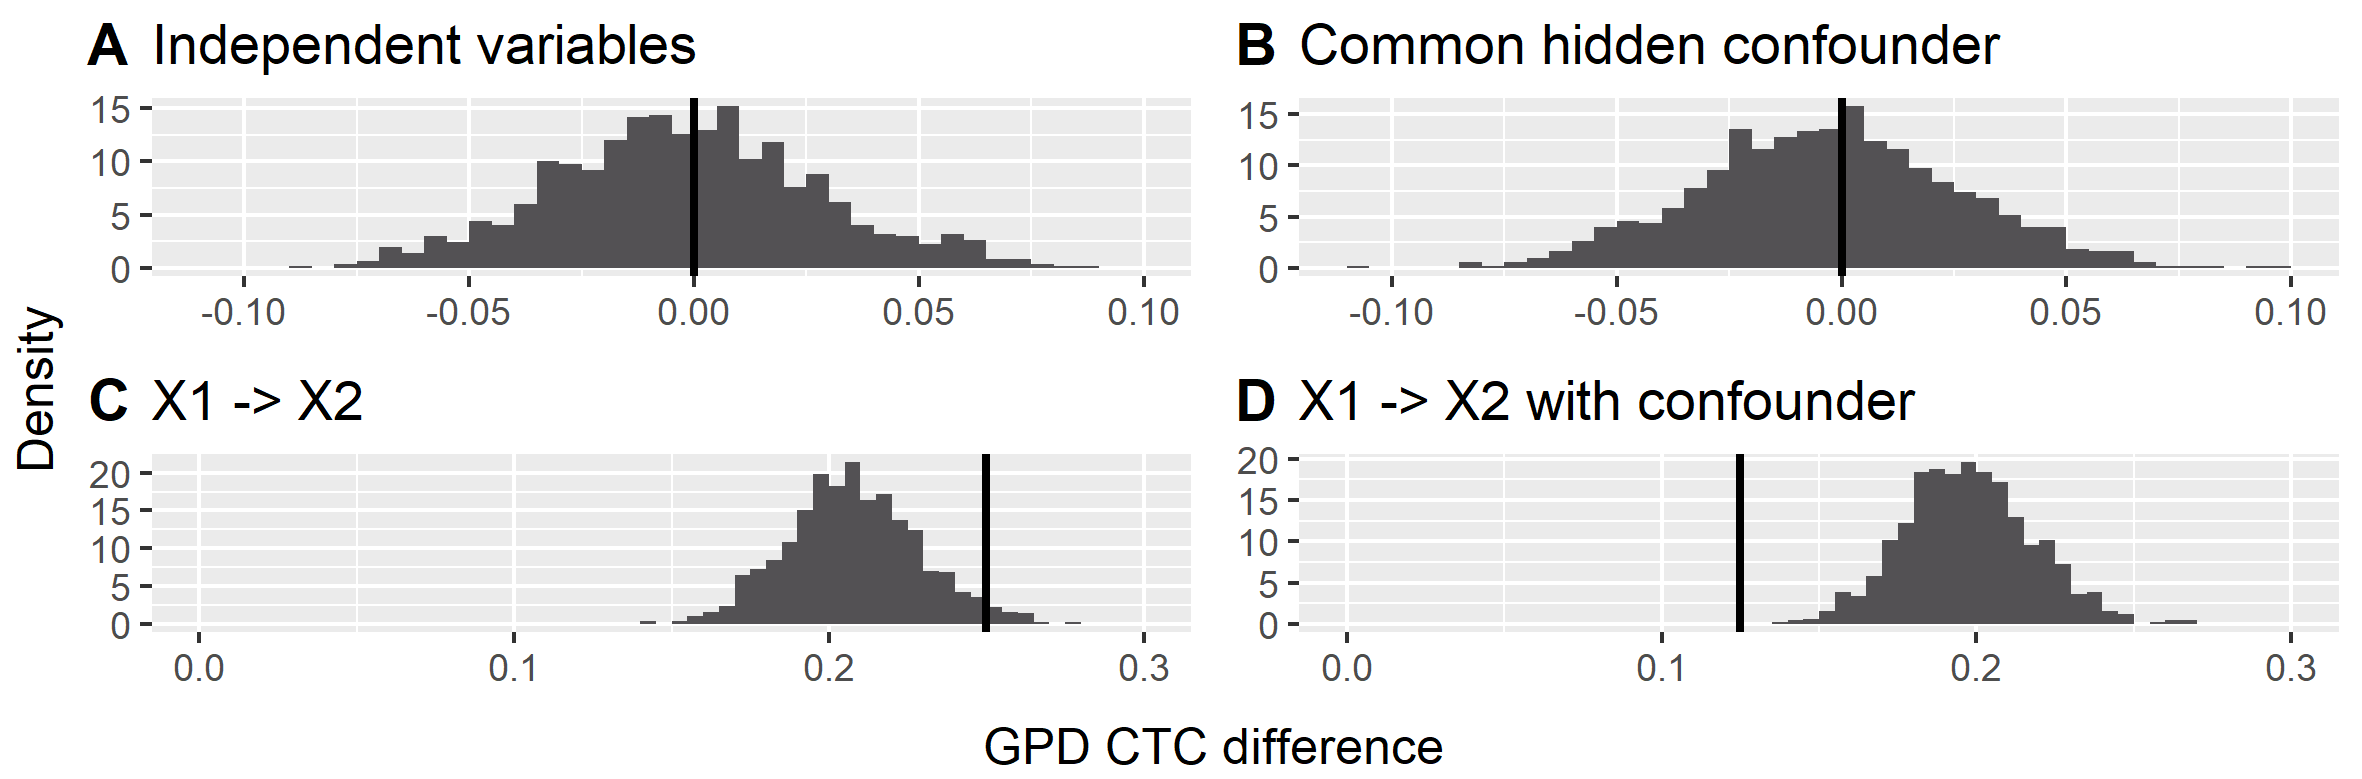 A Independent variables
15
10
5
0
-0.10 -0.05 0.00 0.05 0.10
B Common hidden confounder
15
10
5
0
-0.10 -0.05 0.00 0.05 0.10
Density
C X1 -> X2
20
15
10
5
0
0.0 0.1 0.2 0.3
D X1 -> X2 with confounder
20
15
10
5
0
0.0 0.1 0.2 0.3
GPD CTC difference